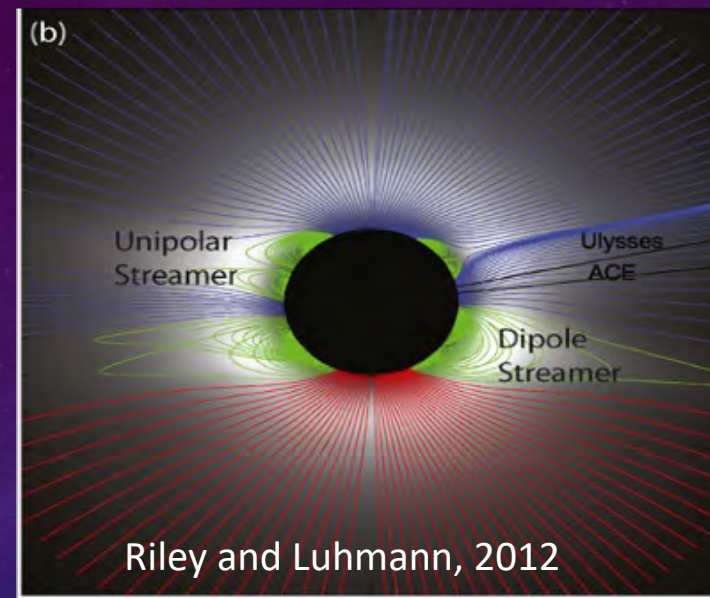 (b)
Unipolar
Streamer
Ulysses
ACE
Dipole
Streamer
Riley and Luhmann, 2012